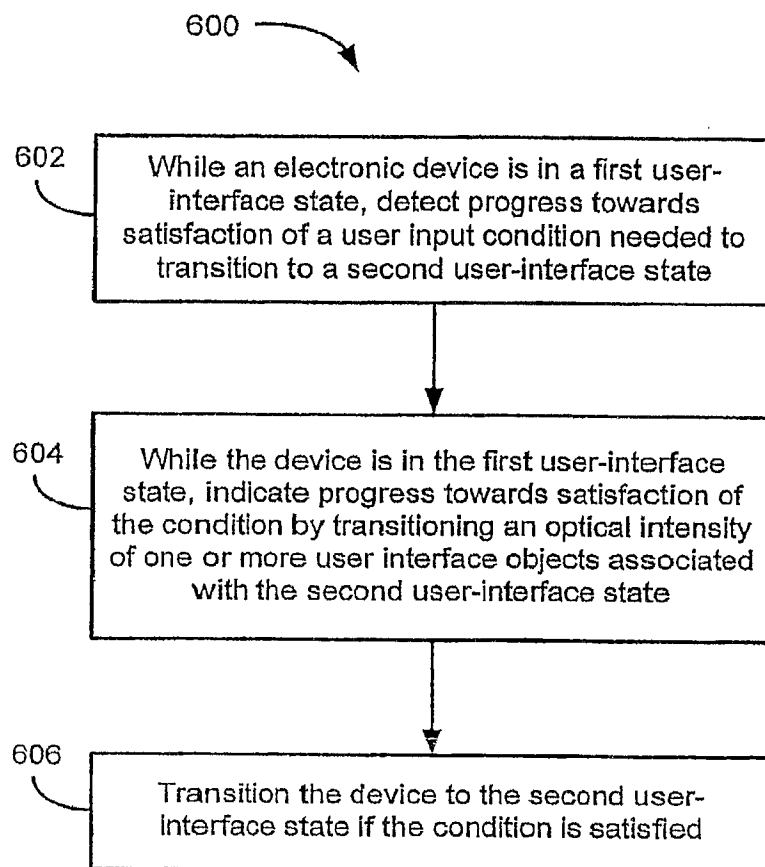 600
602
While an electronic device is in a first user-
interface state, detect progress towards
satisfaction of a user input condition needed to
transition to a second user-interface state
604
While the device is in the first user-interface
state, indicate progress towards satisfaction of
the condition by transitioning an optical intensity
of one or more user interface objects associated
with the second user-interface state
606
Transition the device to the second user-
interface state if the condition is satisfied